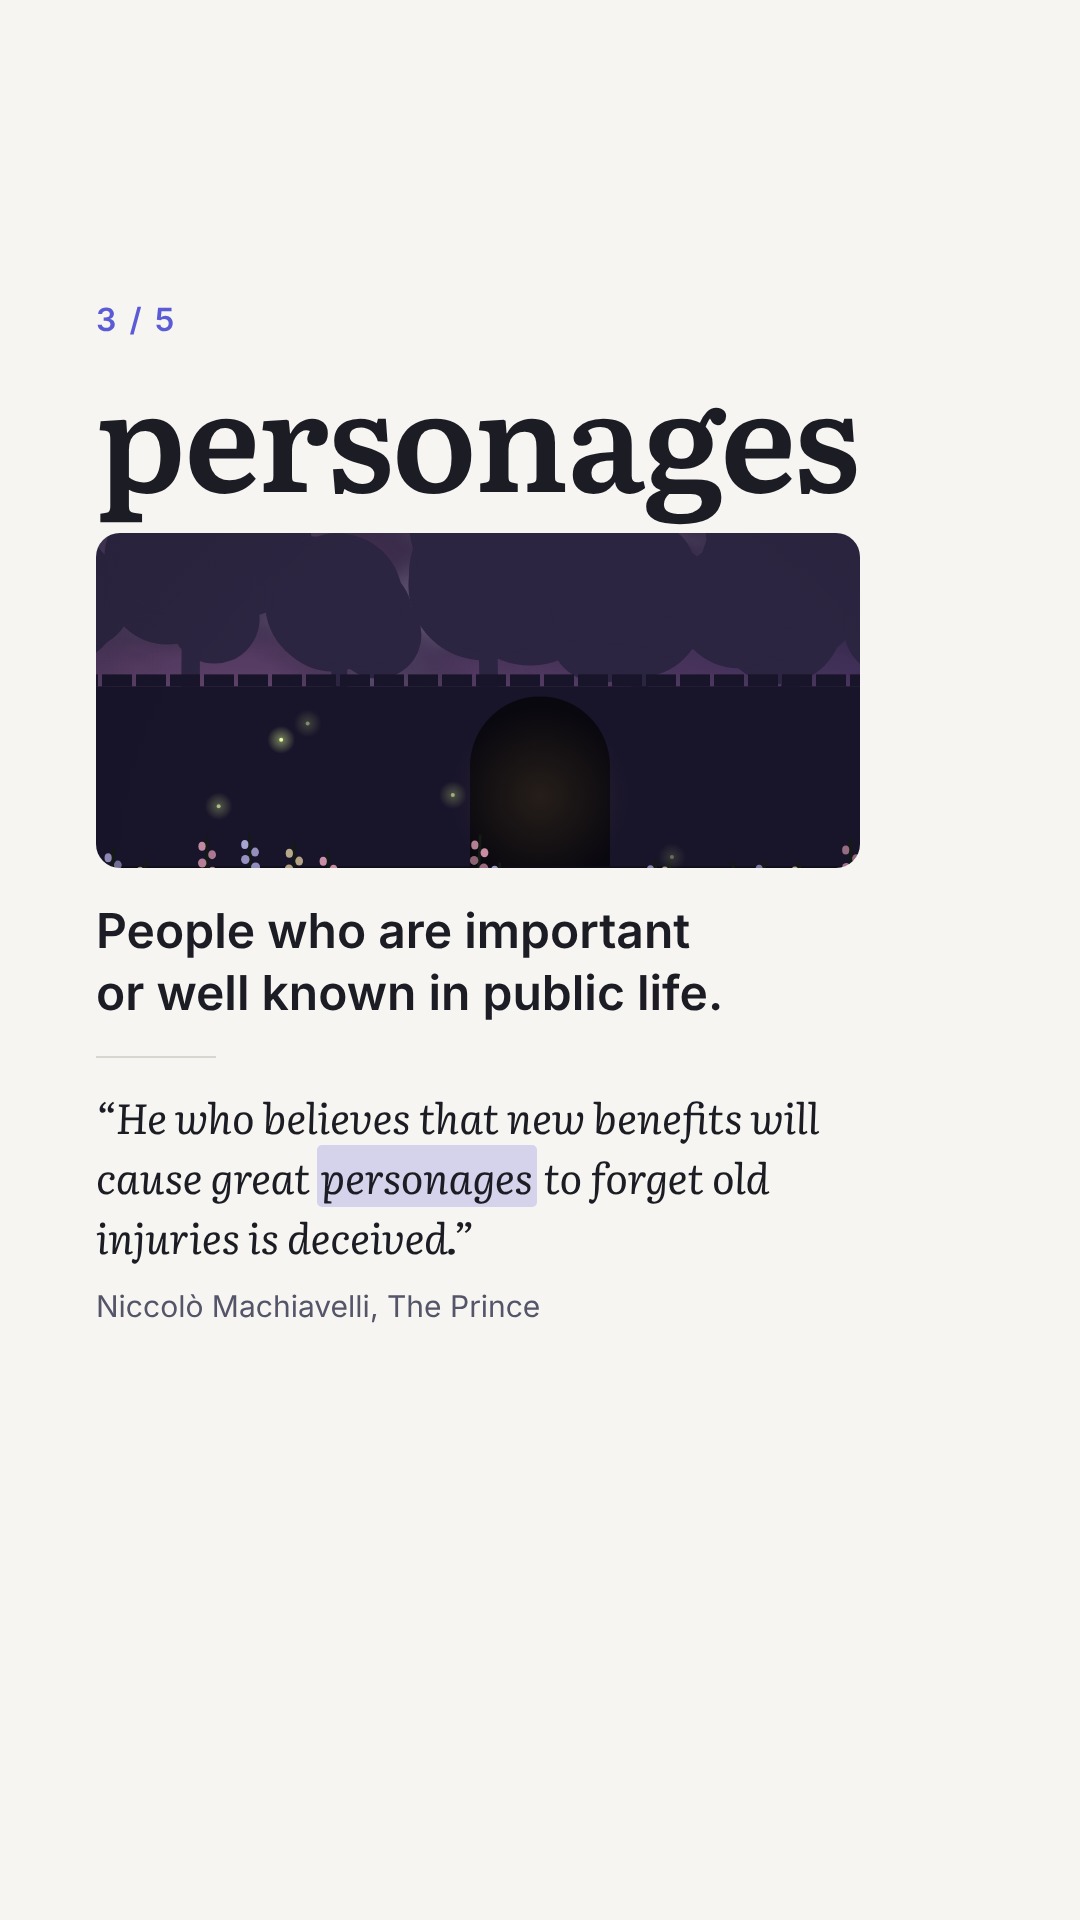 3 / 5
personages
People who are important
or well known in public life.
“He who believes that new benefits will
cause great personages to forget old
injuries is deceived.”
Niccolò Machiavelli, The Prince